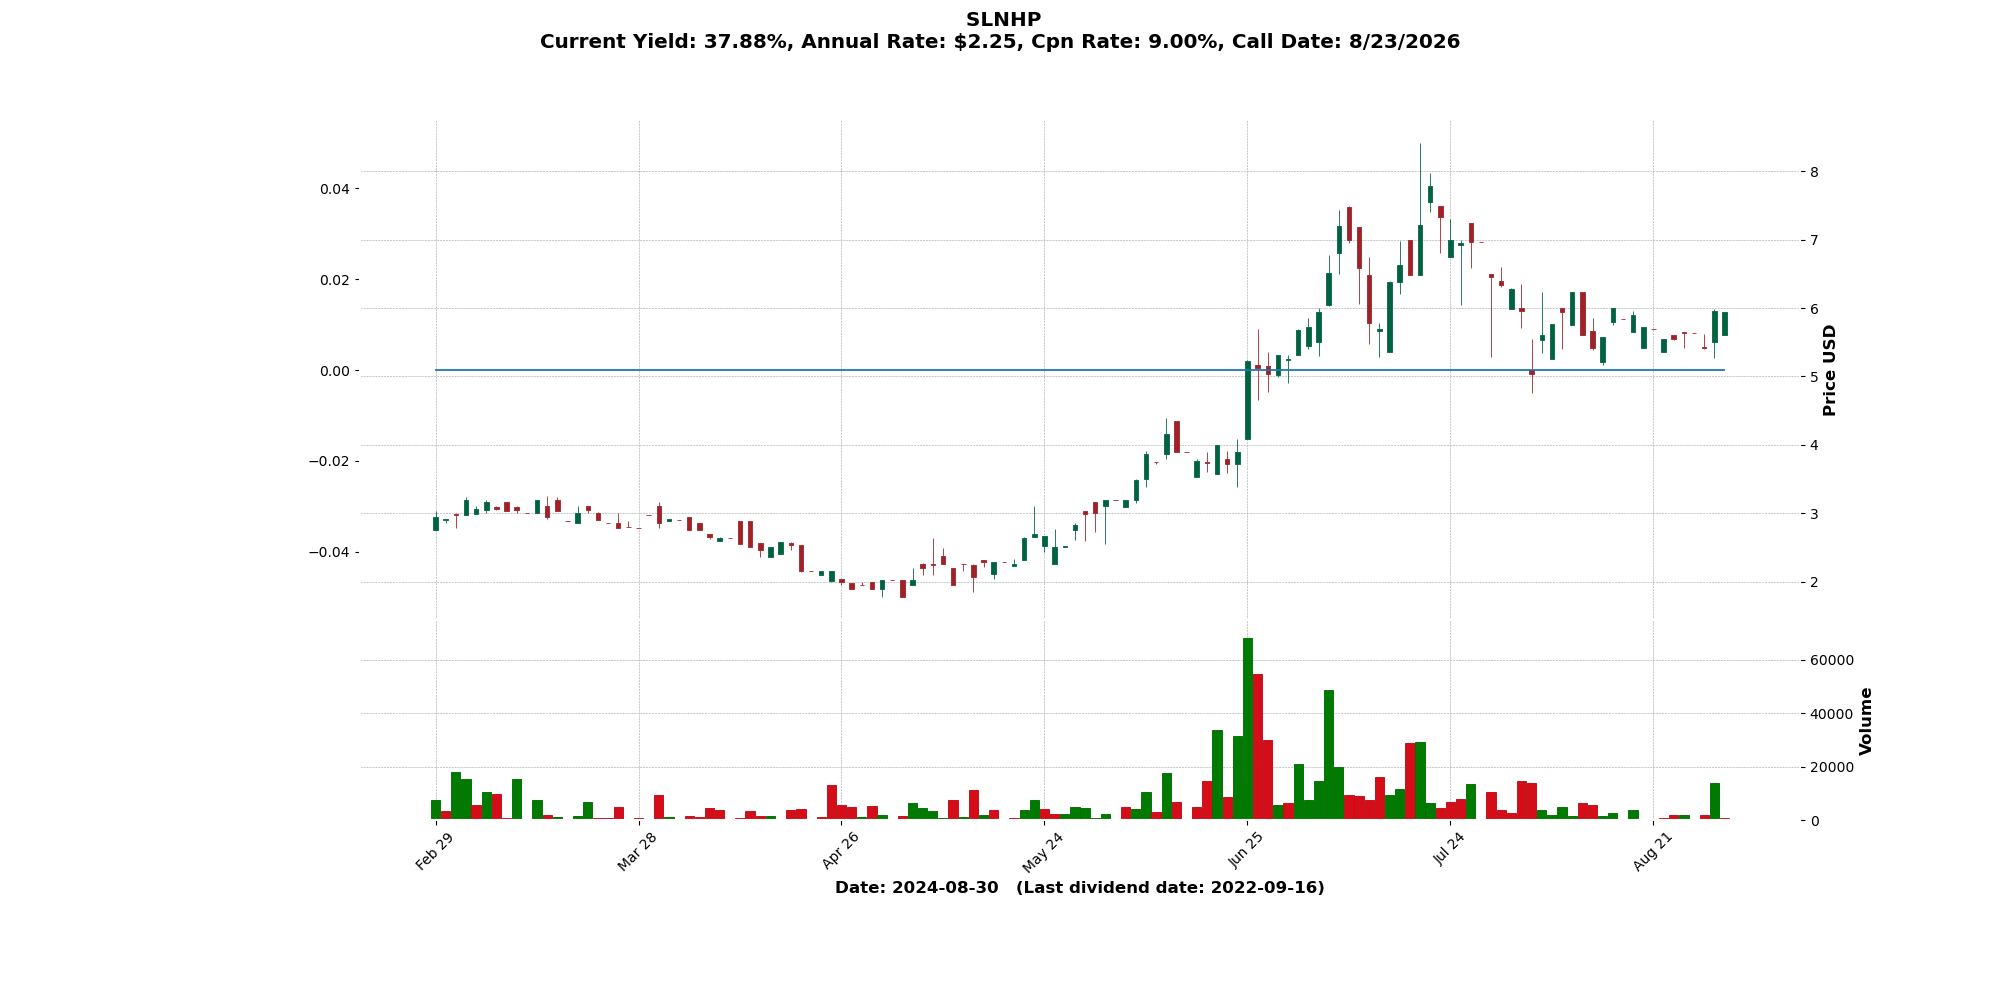 SLNHP
Current Yield: 37.88%, Annual Rate: $2.25, Cpn Rate: 9.00%, Call Date: 8/23/2026
0.04
0.02
0.00
−0.02
−0.04
8
7
6
5
4
3
2
Price USD
60000
40000
20000
0
Volume
Feb 29
Mar 28
Apr 26
May 24
Jun 25
Jul 24
Aug 21
Date: 2024-08-30 (Last dividend date: 2022-09-16)